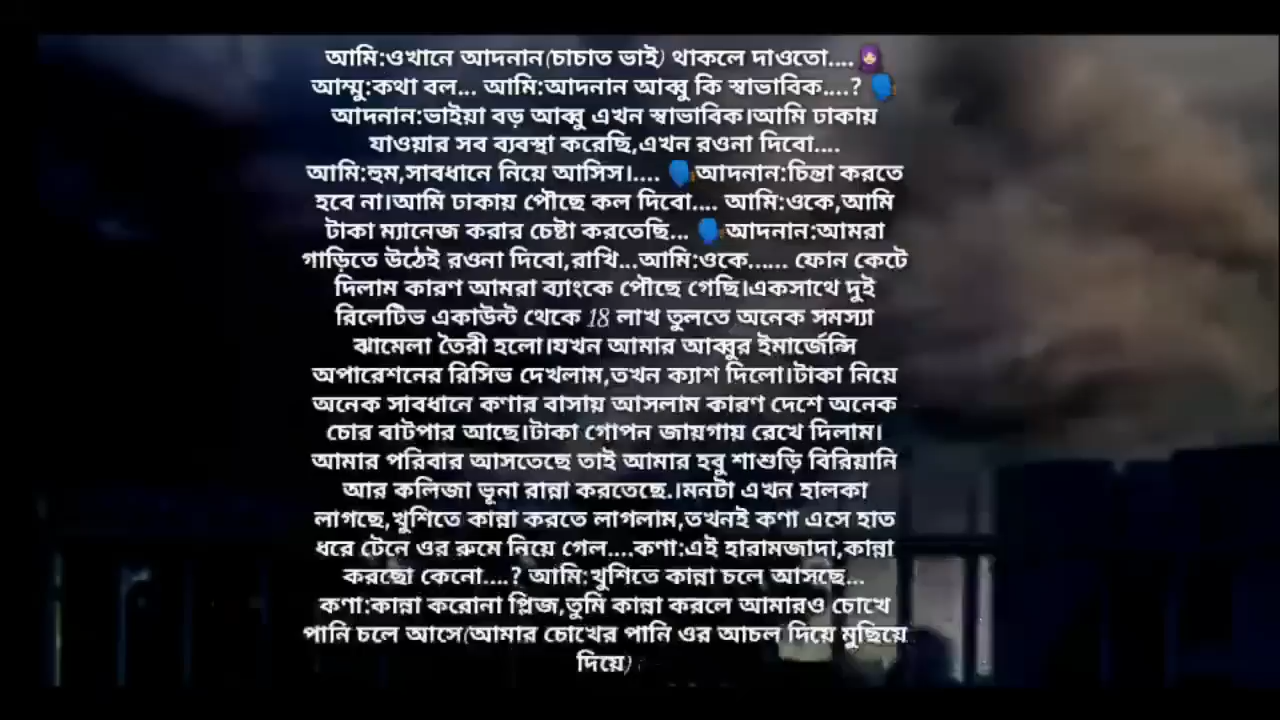 আমি:ওখানে আদনান(চাচাত ভাই) থাকলে দাওতো....🧕
আম্মু:কথা বল... আমি:আদনান আব্বু কি স্বাভাবিক....? 🗣️
আদনান:ভাইয়া বড় আব্বু এখন স্বাভাবিক।আমি ঢাকায়
যাওয়ার সব ব্যবস্থা করেছি,এখন রওনা দিবো....
আমি:হুম,সাবধানে নিয়ে আসিস।.... 🗣️আদনান:চিন্তা করতে
হবে না।আমি ঢাকায় পৌছে কল দিবো.... আমি:ওকে,আমি
টাকা ম্যানেজ করার চেষ্টা করতেছি... 🗣️আদনান:আমরা
গাড়িতে উঠেই রওনা দিবো,রাখি...আমি:ওকে...... ফোন কেটে
দিলাম কারণ আমরা ব্যাংকে পৌছে গেছি।একসাথে দুই
রিলেটিভ একাউন্ট থেকে 18 লাখ তুলতে অনেক সমস্যা
ঝামেলা তৈরী হলো।যখন আমার আব্বুর ইমার্জেন্সি
অপারেশনের রিসিভ দেখলাম,তখন ক্যাশ দিলো।টাকা নিয়ে
অনেক সাবধানে কণার বাসায় আসলাম কারণ দেশে অনেক
চোর বাটপার আছে।টাকা গোপন জায়গায় রেখে দিলাম।
আমার পরিবার আসতেছে তাই আমার হবু শাশুড়ি বিরিয়ানি
আর কলিজা ভূনা রান্না করতেছে.।মনটা এখন হালকা
লাগছে,খুশিতে কান্না করতে লাগলাম,তখনই কণা এসে হাত
ধরে টেনে ওর রুমে নিয়ে গেল....কণা:এই হারামজাদা,কান্না
করছো কেনো....? আমি:খুশিতে কান্না চলে আসছে...
কণা:কান্না করোনা প্লিজ,তুমি কান্না করলে আমারও চোখে
পানি চলে আসে(আমার চোখের পানি ওর আচল দিয়ে মুছিয়ে
দিয়ে)